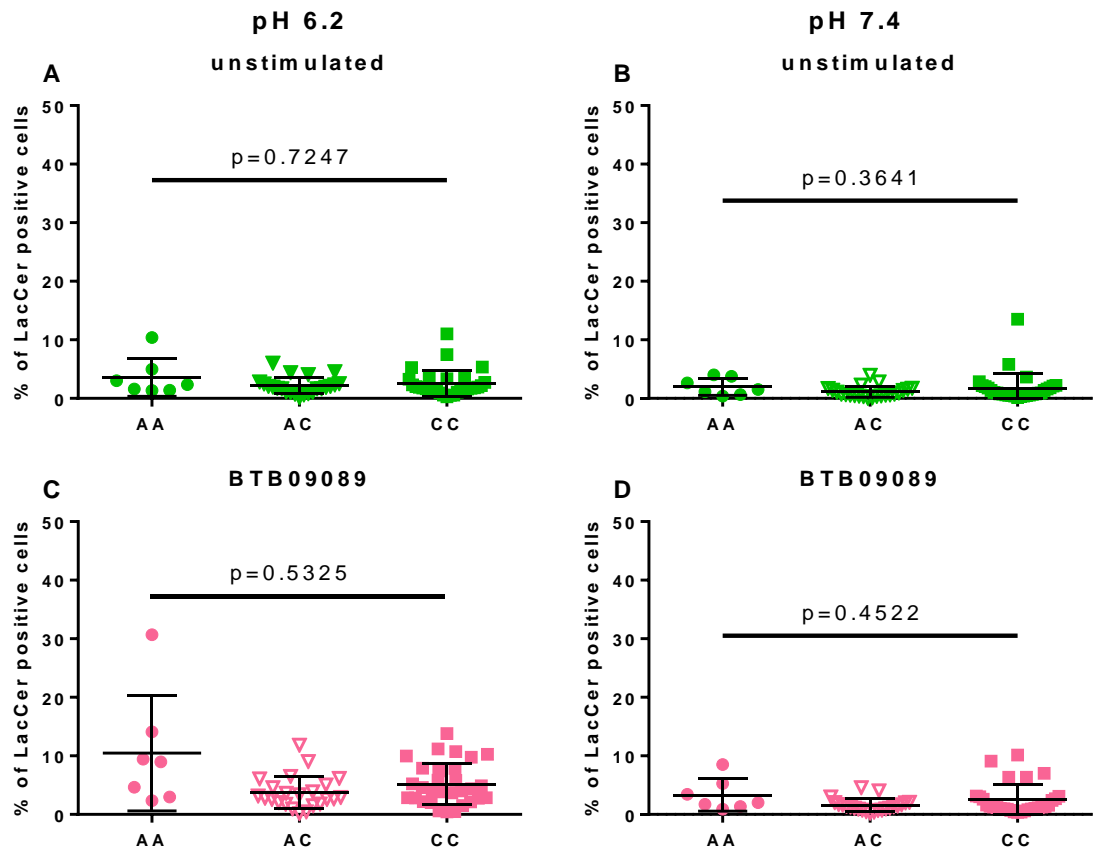 pH 6.2
pH 7.4
A
unstimulated
% of LacCer positive cells
50
40
30
20
10
0
p=0.7247
AA AC CC
B
unstimulated
% of LacCer positive cells
50
40
30
20
10
0
p=0.3641
AA AC CC
C
BTB09089
% of LacCer positive cells
50
40
30
20
10
0
p=0.5325
AA AC CC
D
BTB09089
% of LacCer positive cells
50
40
30
20
10
0
p=0.4522
AA AC CC